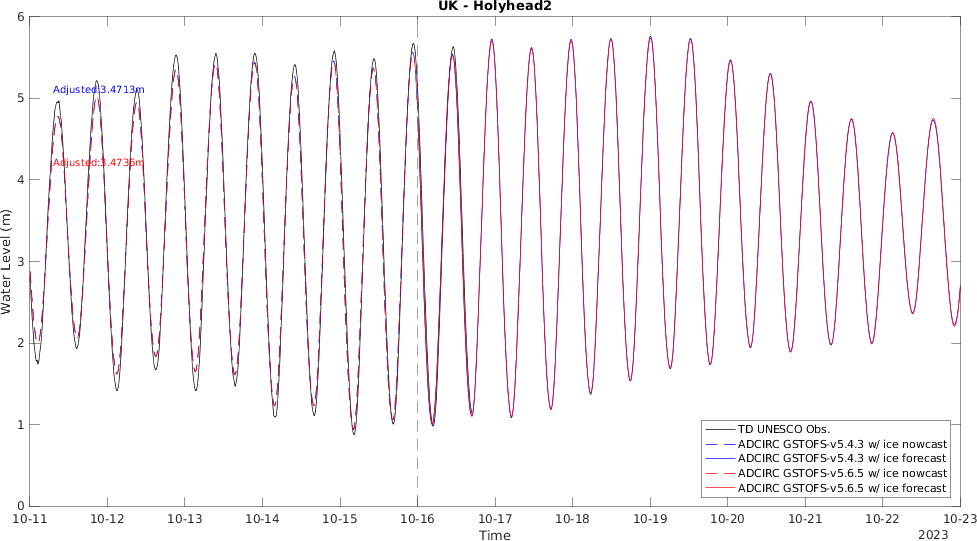 UK - Holyhead2
6
5
4
3
2
1
0
Water Level (m)
Adjusted:3.4713m
Adjusted:3.4736m
TD UNESCO Obs.
ADCIRC GSTOFS-v5.4.3 w/ ice nowcast
ADCIRC GSTOFS-v5.4.3 w/ ice forecast
ADCIRC GSTOFS-v5.6.5 w/ ice nowcast
ADCIRC GSTOFS-v5.6.5 w/ ice forecast
10-11 10-12 10-13 10-14 10-15 10-16 10-17 10-18 10-19 10-20 10-21 10-22 10-23
Time
2023